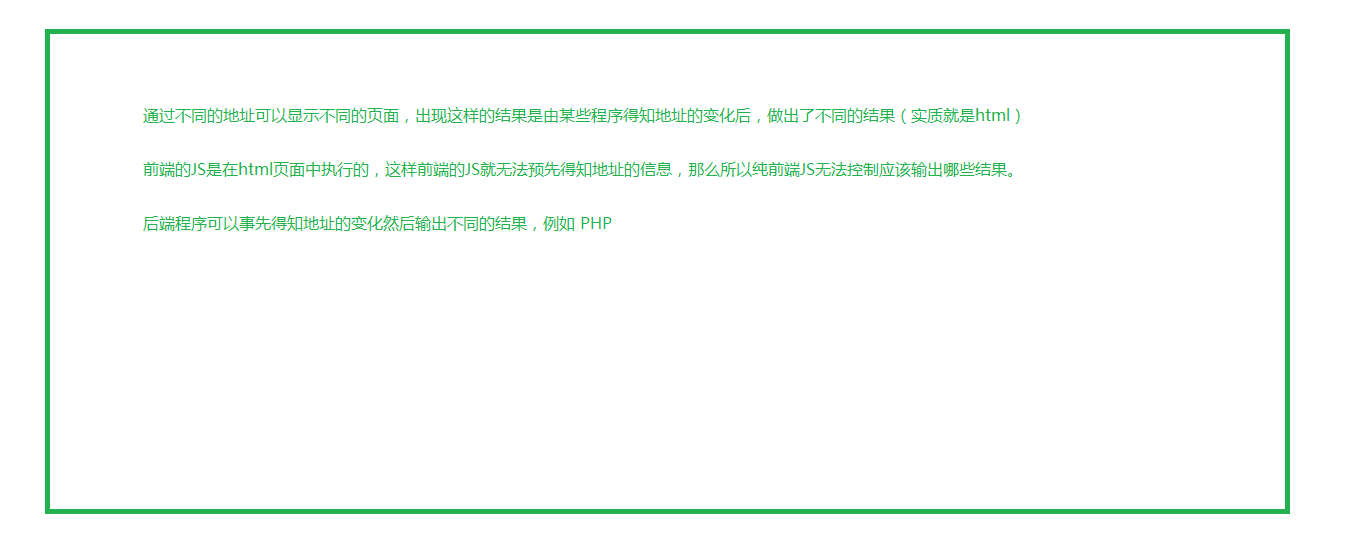 通过不同的地址可以显示不同的页面，出现这样的结果是由某些程序得知地址的变化后，做出了不同的结果（实质就是html）
前端的JS是在html页面中执行的，这样前端的JS就无法预先得知地址的信息，那么所以纯前端JS无法控制应该输出哪些结果。
后端程序可以事先得知地址的变化然后输出不同的结果，例如 PHP